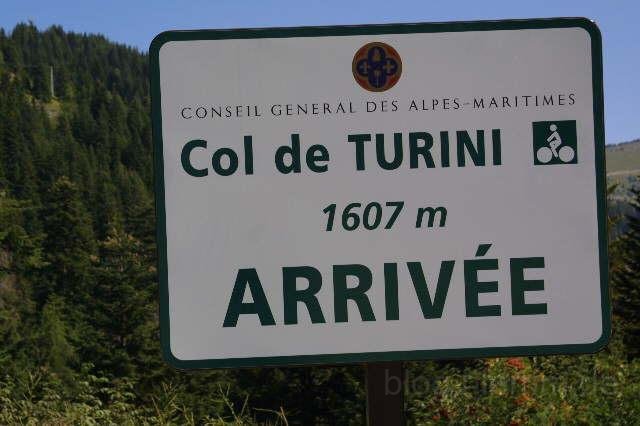 CONSEIL GENERAL DES ALPES-MARITIMES
Col de TURINI
1607 m
ARRIVÉE